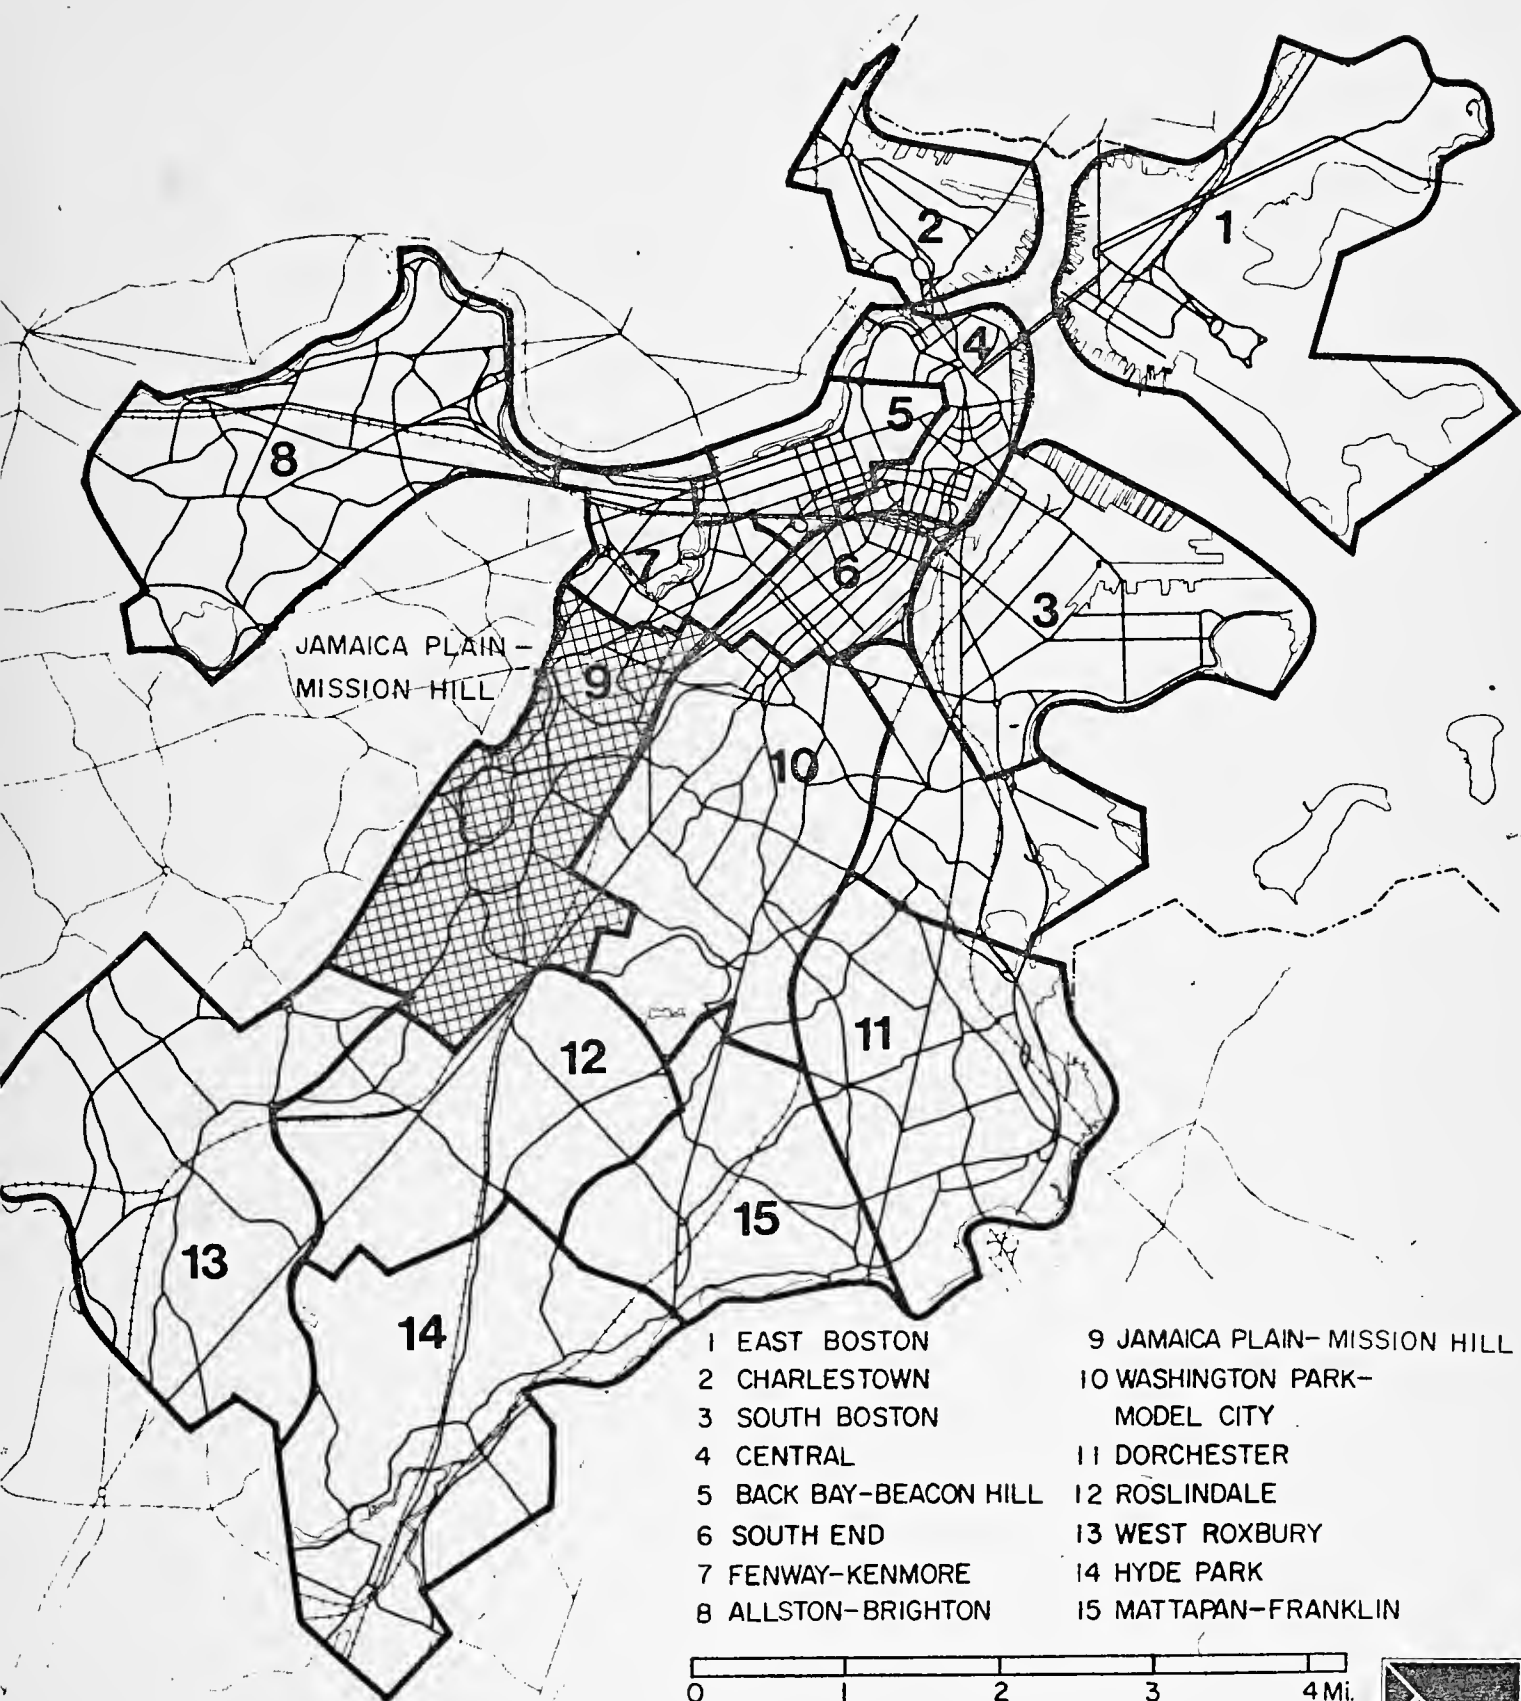 2
1
4
5
8
7
6
3
JAMAICA PLAIN-
MISSION HILL
9
10
11
12
15
13
14
1 EAST BOSTON
2 CHARLESTOWN
3 SOUTH BOSTON
4 CENTRAL
5 BACK BAY-BEACON HILL
6 SOUTH END
7 FENWAY-KENMORE
8 ALLSTON-BRIGHTON
9 JAMAICA PLAIN-MISSION HILL
10 WASHINGTON PARK-
MODEL CITY
11 DORCHESTER
12 ROSLINDALE
13 WEST ROXBURY
14 HYDE PARK
15 MATTAPAN-FRANKLIN
0 1 2 3 4 Mi.